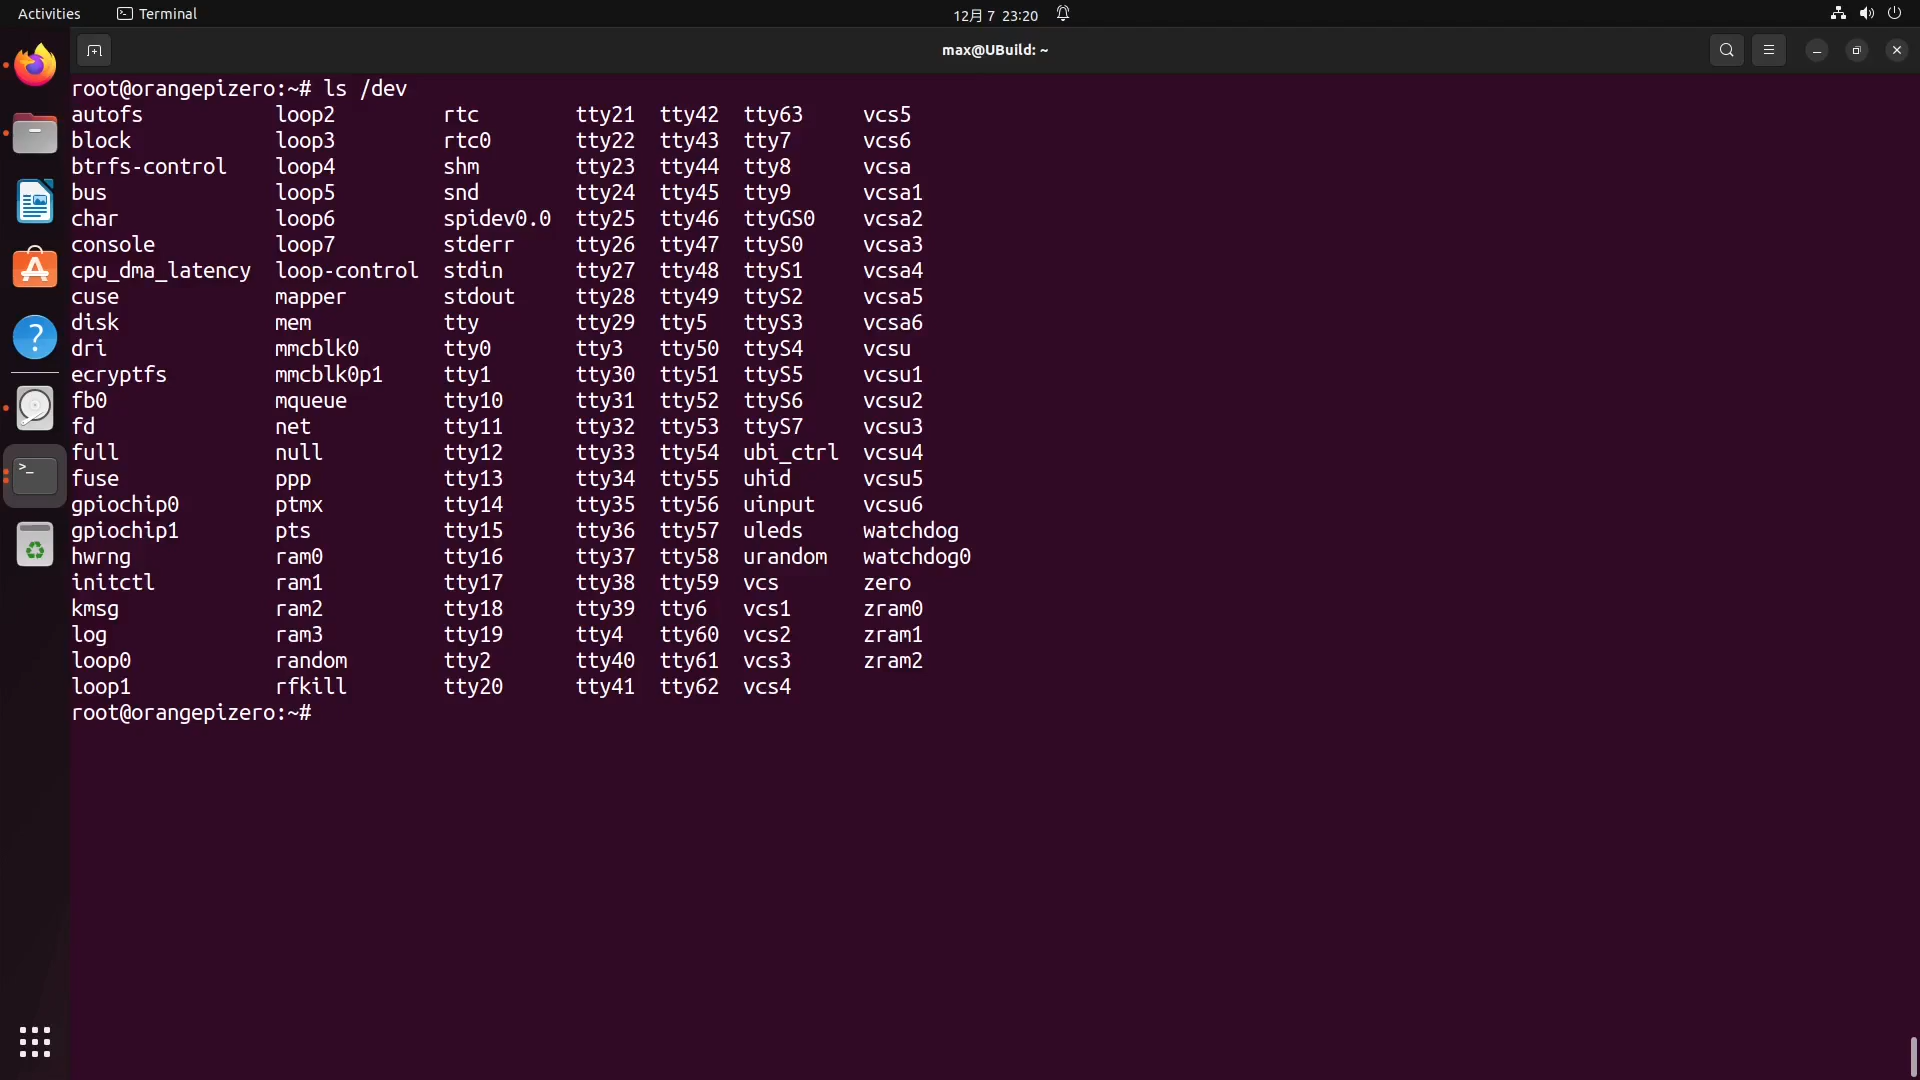 Activities Terminal 12月 7 23:20
max@UBuild: ~
root@orangepizero:~# ls /dev
autofs loop2 rtc tty21 tty42 tty63 vcs5
block loop3 rtc0 tty22 tty43 tty7 vcs6
btrfs-control loop4 shm tty23 tty44 tty8 vcsa
bus loop5 snd tty24 tty45 tty9 vcsa1
char loop6 spidev0.0 tty25 tty46 ttyGS0 vcsa2
console loop7 stderr tty26 tty47 ttyS0 vcsa3
cpu_dma_latency loop-control stdin tty27 tty48 ttyS1 vcsa4
cuse mapper stdout tty28 tty49 ttyS2 vcsa5
disk mem tty tty29 tty5 ttyS3 vcsa6
dri mmcblk0 tty0 tty3 tty50 ttyS4 vcsu
ecryptfs mmcblk0p1 tty1 tty30 tty51 ttyS5 vcsu1
fb0 mqueue tty10 tty31 tty52 ttyS6 vcsu2
fd net tty11 tty32 tty53 ttyS7 vcsu3
full null tty12 tty33 tty54 ubi_ctrl vcsu4
fuse ppp tty13 tty34 tty55 uhid vcsu5
gpiochip0 ptmx tty14 tty35 tty56 uinput vcsu6
gpiochip1 pts tty15 tty36 tty57 uleds watchdog
hwrng ram0 tty16 tty37 tty58 urandom watchdog0
initctl ram1 tty17 tty38 tty59 vcs zero
kmsg ram2 tty18 tty39 tty6 vcs1 zram0
log ram3 tty19 tty4 tty60 vcs2 zram1
loop0 random tty2 tty40 tty61 vcs3 zram2
loop1 rfkill tty20 tty41 tty62 vcs4
root@orangepizero:~#